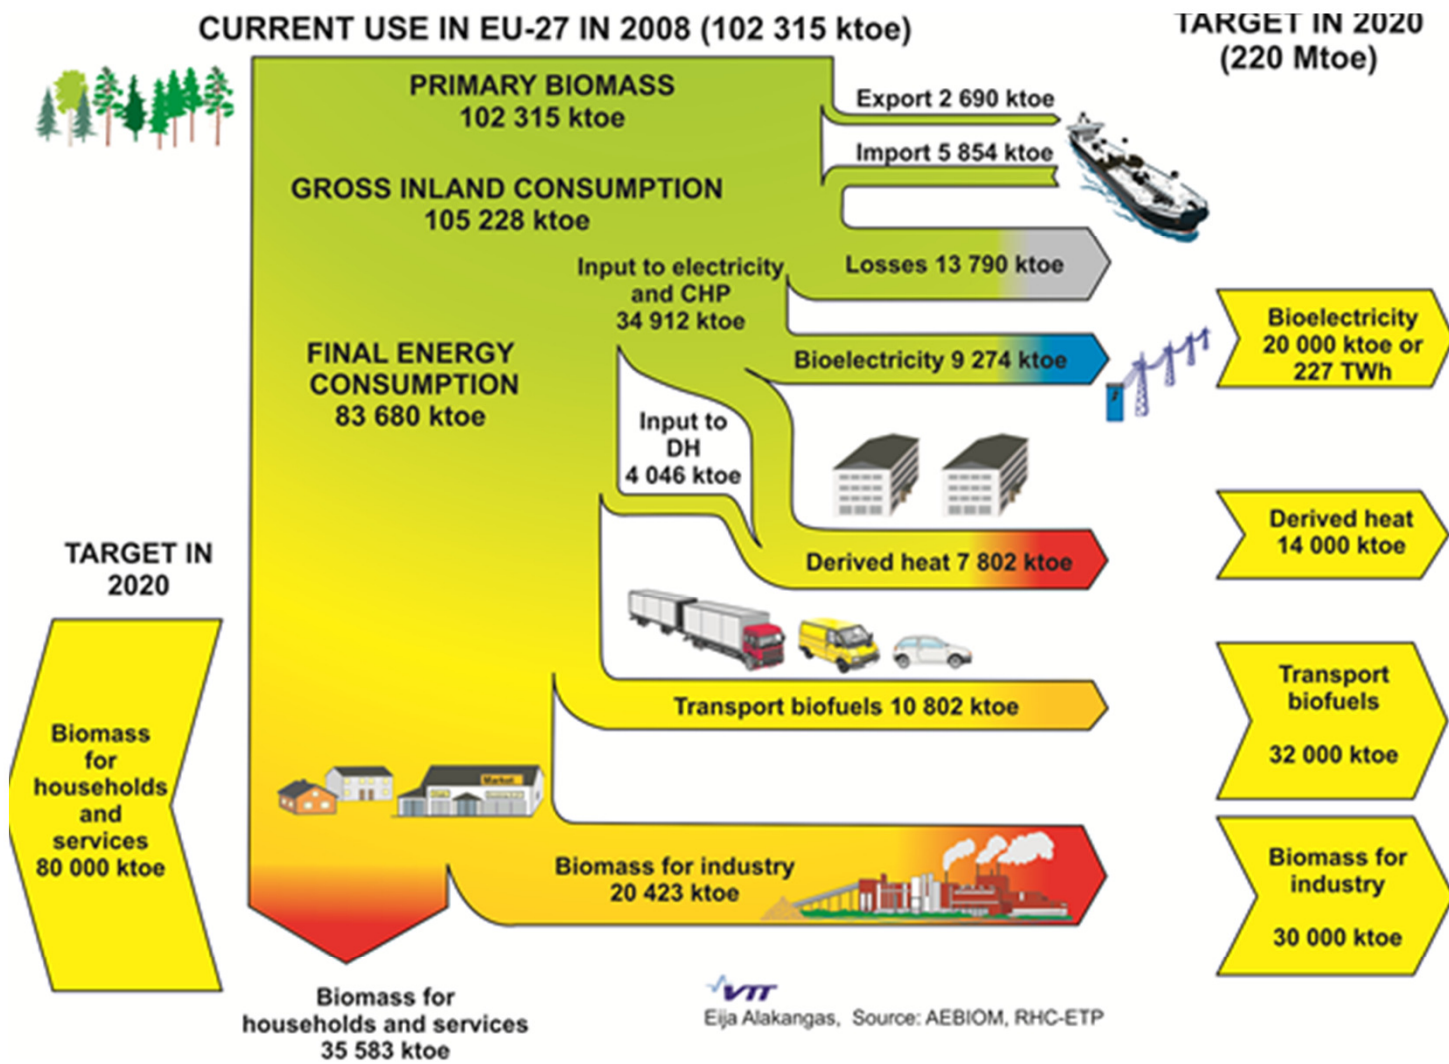 CURRENT USE IN EU-27 IN 2008 (102 315 ktoe)
TARGET IN 2020
(220 Mtoe)
PRIMARY BIOMASS
102 315 ktoe
Export 2 690 ktoe
Import 5 854 ktoe
GROSS INLAND CONSUMPTION
105 228 ktoe
Losses 13 790 ktoe
Input to electricity
and CHP
34 912 ktoe
Bioelectricity
20 000 ktoe or
227 TWh
FINAL ENERGY
CONSUMPTION
83 680 ktoe
Bioelectricity 9 274 ktoe
Input to
DH
4 046 ktoe
Derived heat
14 000 ktoe
Derived heat 7 802 ktoe
TARGET IN
2020
Transport biofuels 10 802 ktoe
Transport
biofuels
32 000 ktoe
Biomass
for
households
and
services
80 000 ktoe
Market
Biomass for industry
20 423 ktoe
Biomass for
industry
30 000 ktoe
Biomass for
households and services
35 583 ktoe
VTT
Eija Alakangas, Source: AEBIOM, RHC-ETP